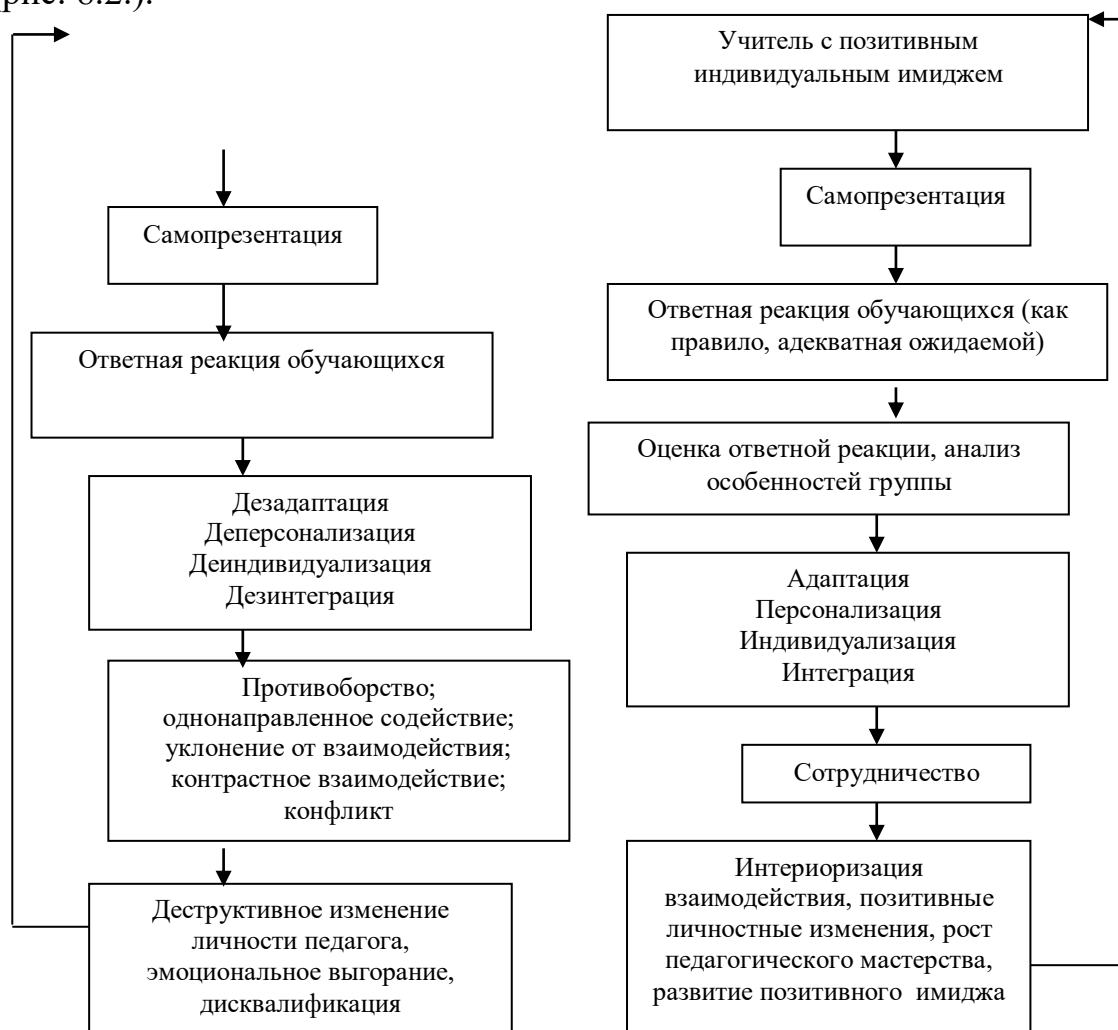 рис. 6.2.).
Учитель с позитивным
индивидуальным имиджем
Самопрезентация
Ответная реакция обучающихся (как
правило, адекватная ожидаемой)
Оценка ответной реакции, анализ
особенностей группы
Адаптация
Персонализация
Индивидуализация
Интеграция
Сотрудничество
Интериоризация
взаимодействия, позитивные
личностные изменения, рост
педагогического мастерства,
развитие позитивного имиджа
Самопрезентация
Ответная реакция обучающихся
Дезадаптация
Деперсонализация
Деиндивидуализация
Дезинтеграция
Противоборство;
однонаправленное содействие;
уклонение от взаимодействия;
контрастное взаимодействие;
конфликт
Деструктивное изменение
личности педагога,
эмоциональное выгорание,
дисквалификация